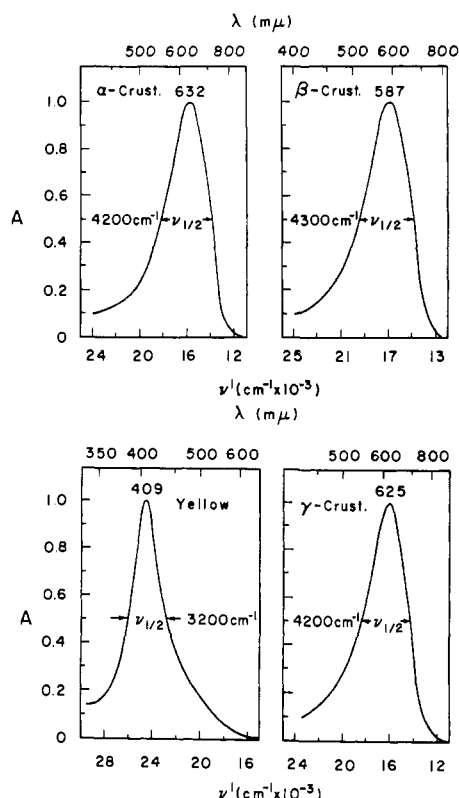 λ (mμ)
500 600 800
400 500 600 800
α-Crust. 632
β-Crust. 587
1.0
0.8
0.6
0.4
0.2
0
A
4200cm⁻¹ ν₁/₂
4300cm⁻¹ ν₁/₂
24 20 16 12
25 21 17 13
ν'(cm⁻¹x10⁻³)
λ (mμ)
350 400 500 600
500 600 800
409
Yellow
625
γ-Crust.
1.0
0.8
0.6
0.4
0.2
0
A
ν₁/₂ 3200cm⁻¹
4200cm⁻¹ ν₁/₂
28 24 20 16
24 20 16 12
ν'(cm⁻¹x10⁻³)